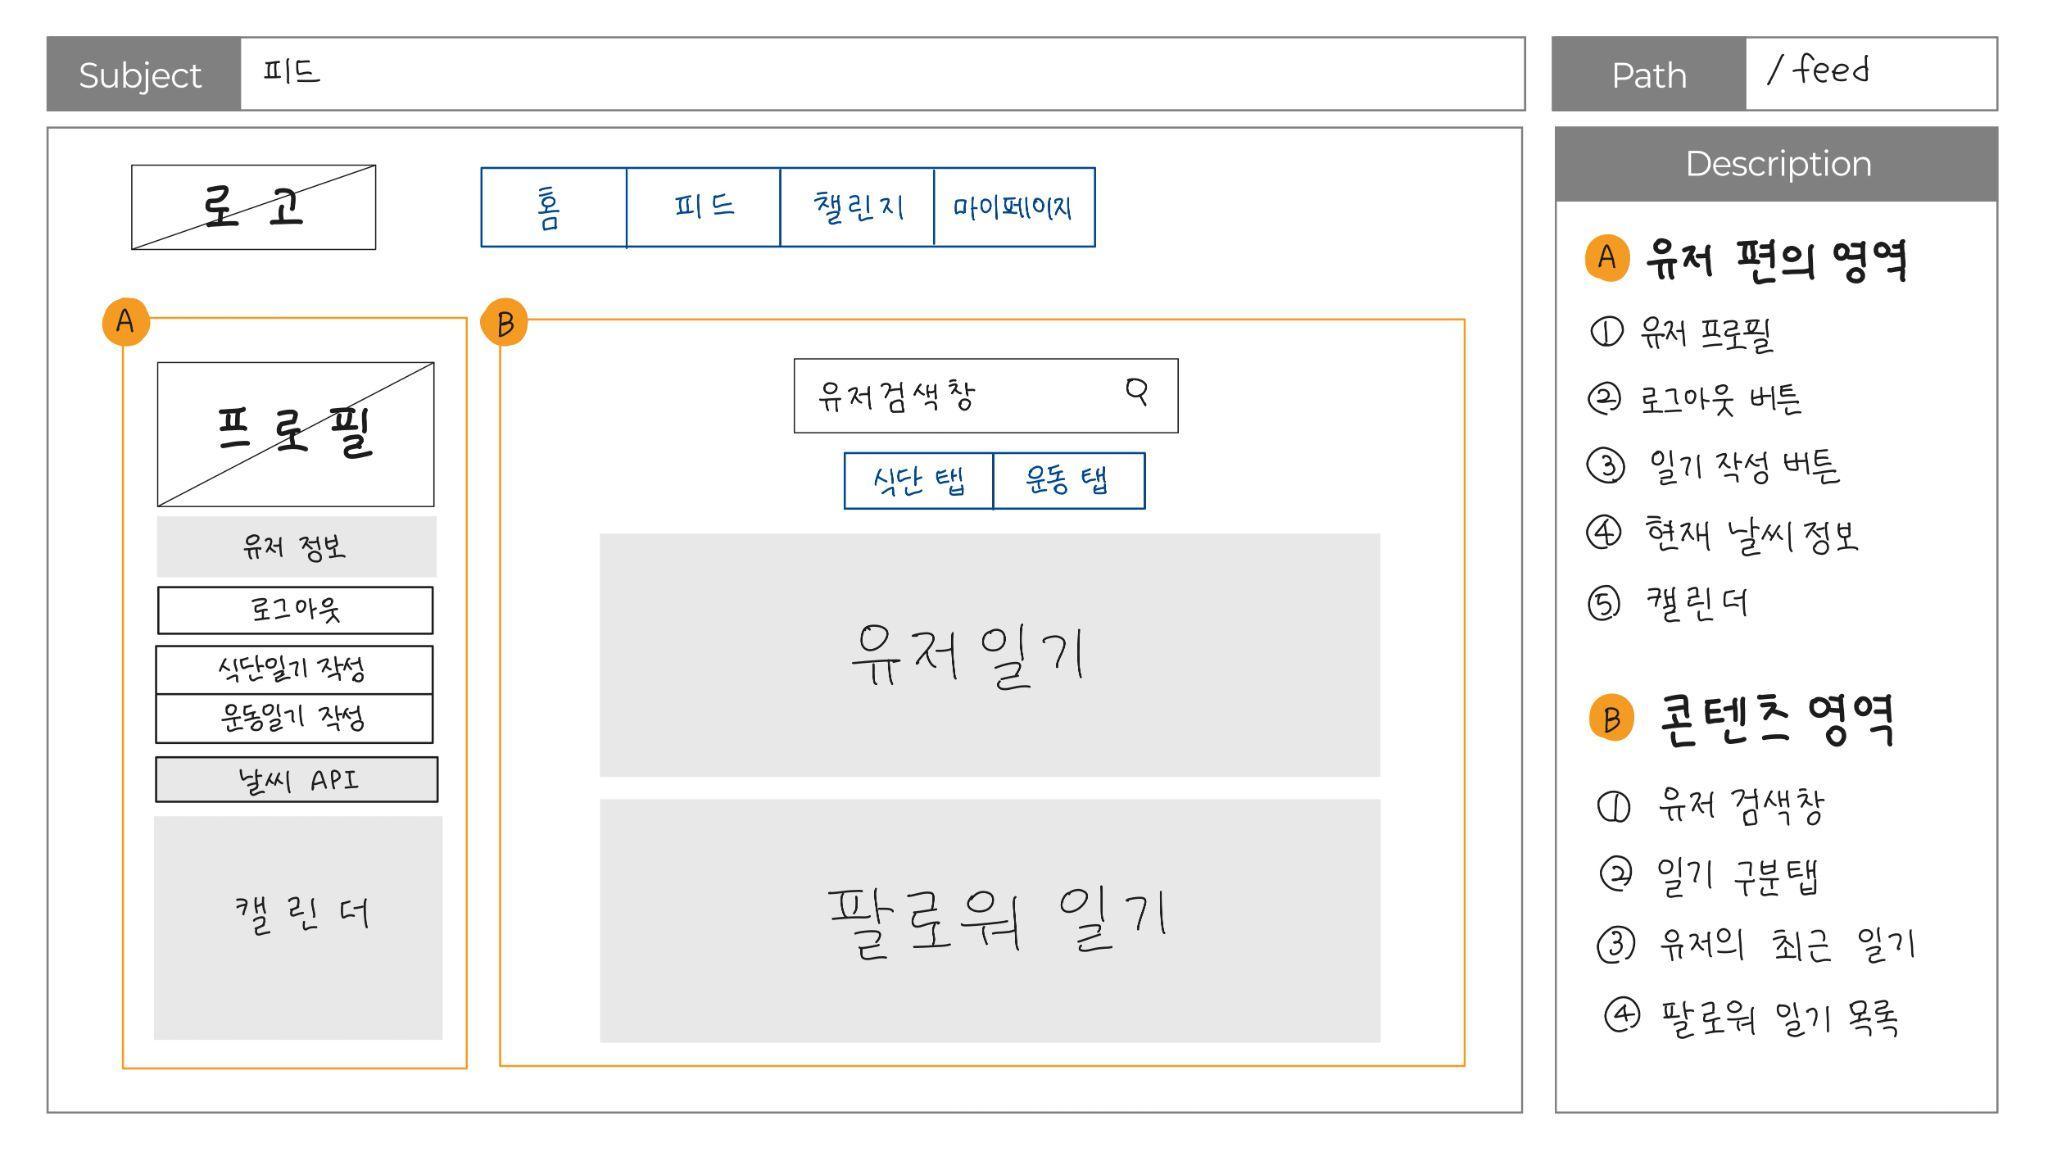 Subject 피드
Path /feed
로고
홈 피드 챌린지 마이페이지
A
프로필
유저 정보
로그아웃
식단일기 작성
운동일기 작성
날씨 API
캘린더
B
유저검색창
식단 탭 운동 탭
유저일기
팔로워 일기
Description
A 유저 편의 영역
① 유저 프로필
② 로그아웃 버튼
③ 일기 작성 버튼
④ 현재 날씨 정보
⑤ 캘린더
B 콘텐츠 영역
① 유저 검색창
② 일기 구분탭
③ 유저의 최근 일기
④ 팔로워 일기 목록